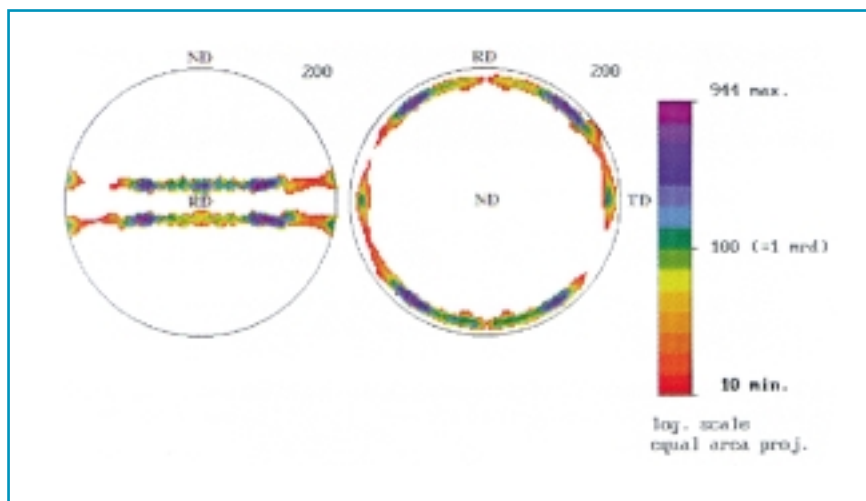 ND
200
RD
RD
200
ND
TD
944 max.
100 (=1 mrd)
10 min.
log. scale
equal area proj.